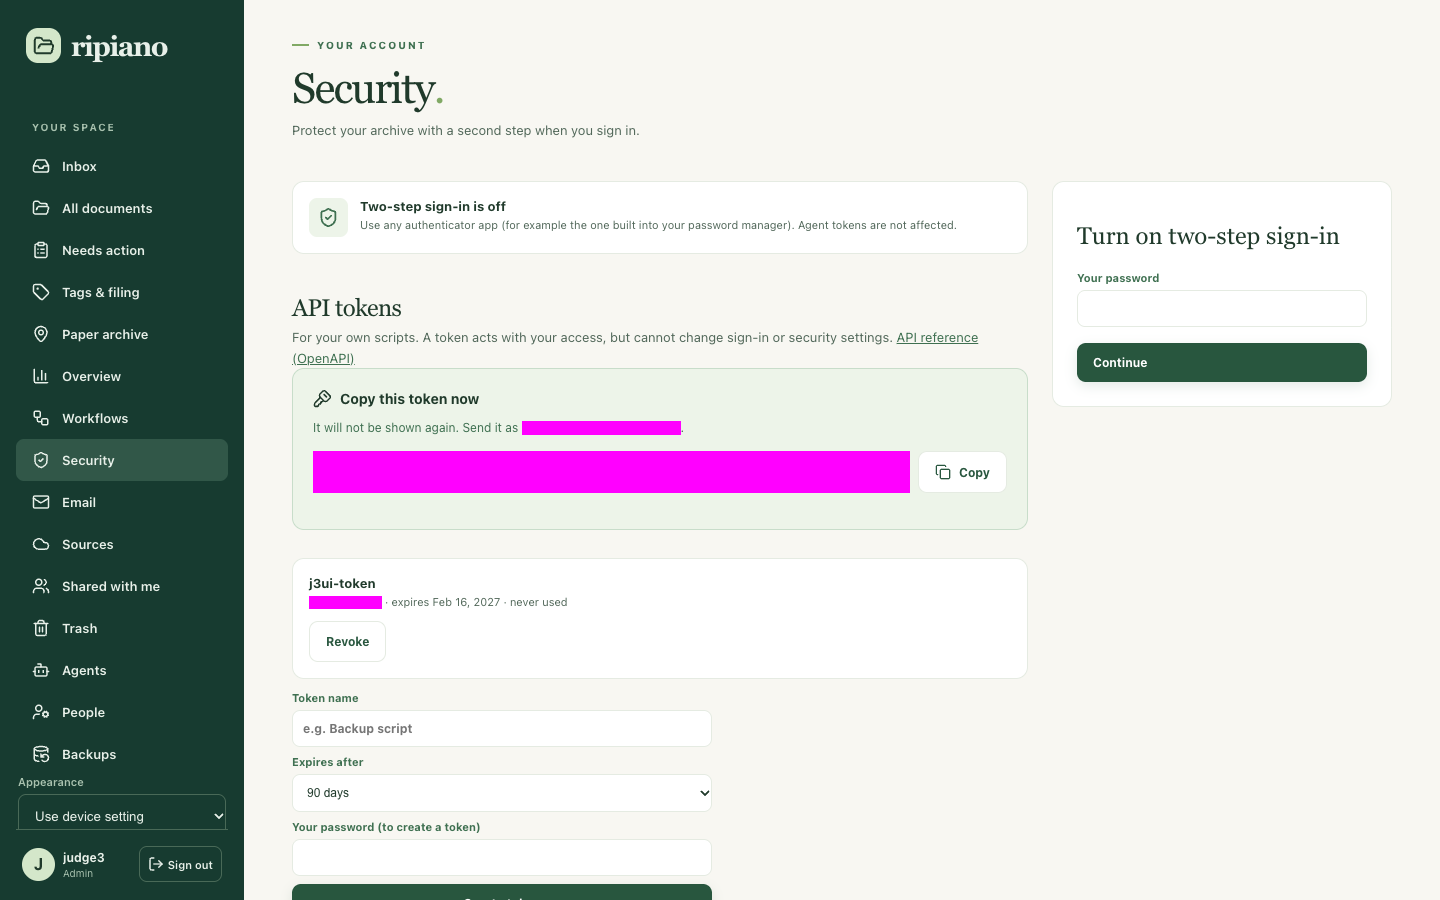 ripiano
YOUR SPACE
Inbox
All documents
Needs action
Tags & filing
Paper archive
Overview
Workflows
Security
Email
Sources
Shared with me
Trash
Agents
People
Backups
Appearance
Use device setting
J
judge3
Admin
Sign out
YOUR ACCOUNT
Security.
Protect your archive with a second step when you sign in.
Two-step sign-in is off
Use any authenticator app (for example the one built into your password manager). Agent tokens are not affected.
API tokens
For your own scripts. A token acts with your access, but cannot change sign-in or security settings. API reference
(OpenAPI)
Copy this token now
It will not be shown again. Send it as .
Copy
j3ui-token
· expires Feb 16, 2027 · never used
Revoke
Token name
e.g. Backup script
Expires after
90 days
Your password (to create a token)
Turn on two-step sign-in
Your password
Continue